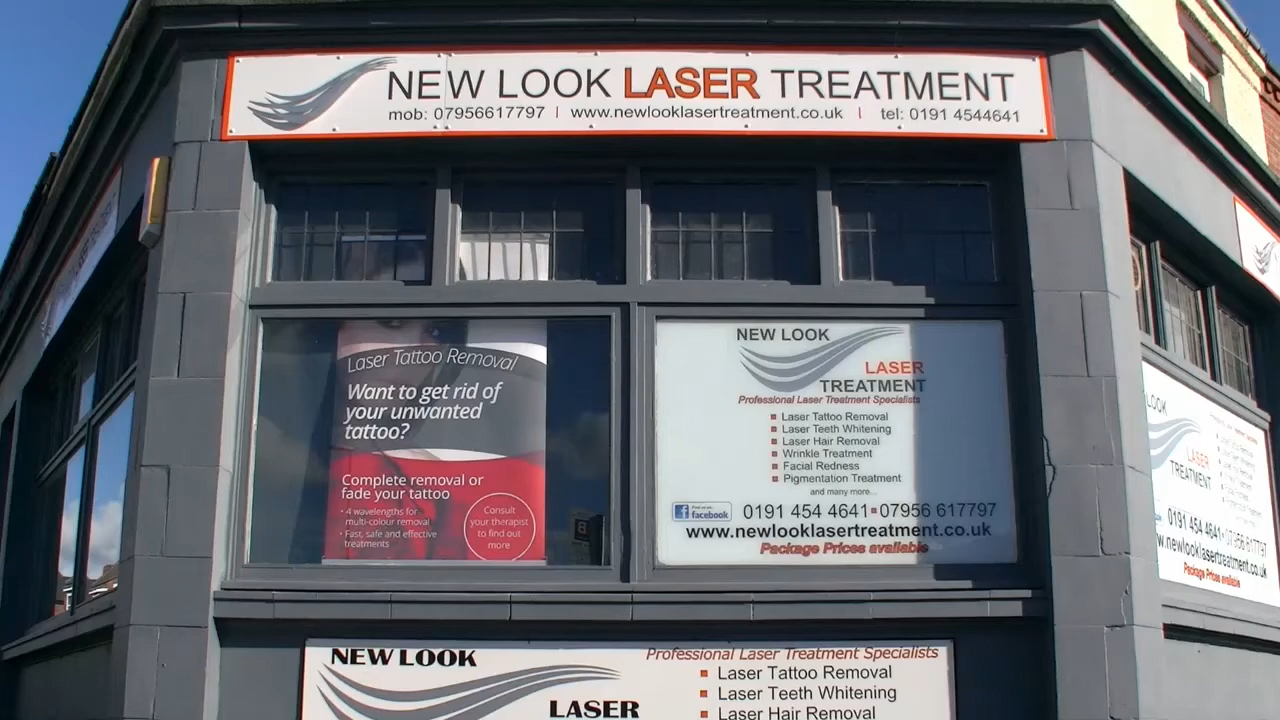 NEW LOOK LASER TREATMENT
mob: 07956617797 | www.newlooklasertreatment.co.uk | tel: 0191 4544641
Laser Tattoo Removal
Want to get rid of
your unwanted
tattoo?
Complete removal or
fade your tattoo
• 4 wavelengths for
multi-colour removal
• Fast, safe and effective
treatments
Consult
your therapist
to find out
more
8
NEW LOOK
LASER
TREATMENT
Professional Laser Treatment Specialists
Laser Tattoo Removal
Laser Teeth Whitening
Laser Hair Removal
Wrinkle Treatment
Facial Redness
Pigmentation Treatment
and many more...
facebook
0191 454 4641 ▪ 07956 617797
www.newlooklasertreatment.co.uk
Package Prices available
LOOK
LASER
TREATMENT
0191 454 4641 ▪ 07956 617797
w.newlooklasertreatment.co.uk
Package Prices available
NEW LOOK
LASER
Professional Laser Treatment Specialists
Laser Tattoo Removal
Laser Teeth Whitening
Laser Hair Removal